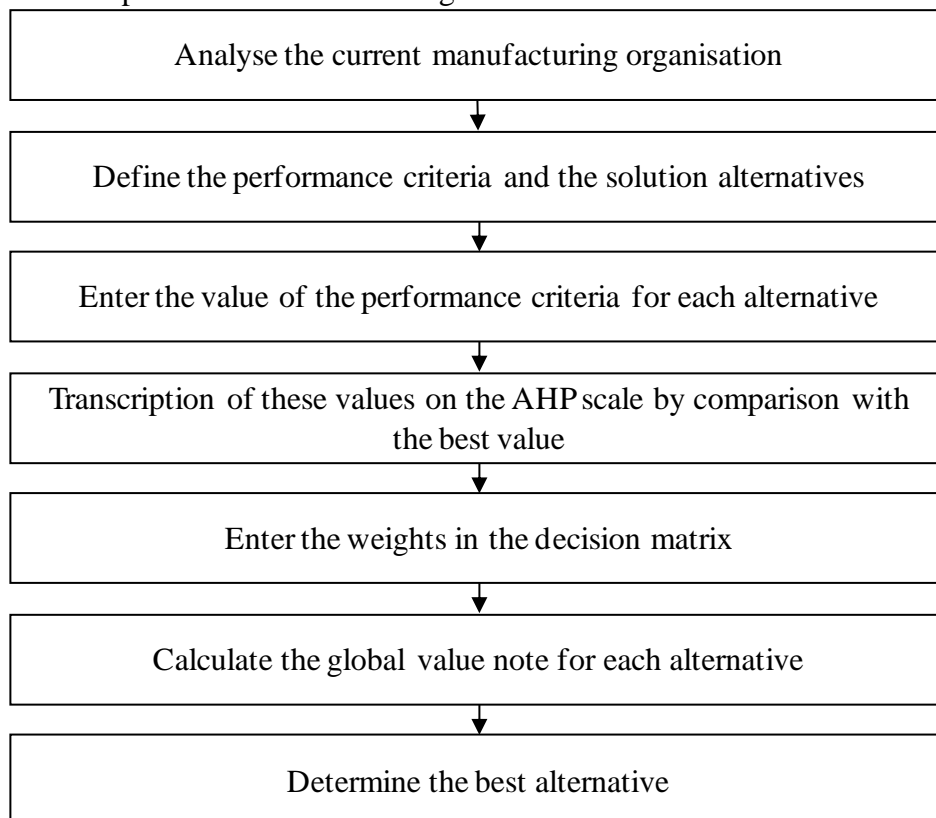 Analyse the current manufacturing organisation
Define the performance criteria and the solution alternatives
Enter the value of the performance criteria for each alternative
Transcription of these values on the AHP scale by comparison with
the best value
Enter the weights in the decision matrix
Calculate the global value note for each alternative
Determine the best alternative